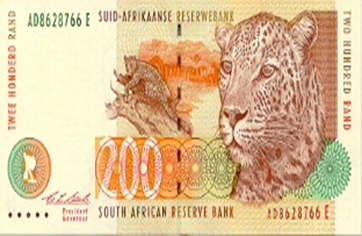 AD8628766 E
SUID-AFRIKAANSE RESERWEBANK
TWEE HONDERD RAND
TWO HUNDRED RAND
200
President
Governor
SOUTH AFRICAN RESERVE BANK
AD8628766 E